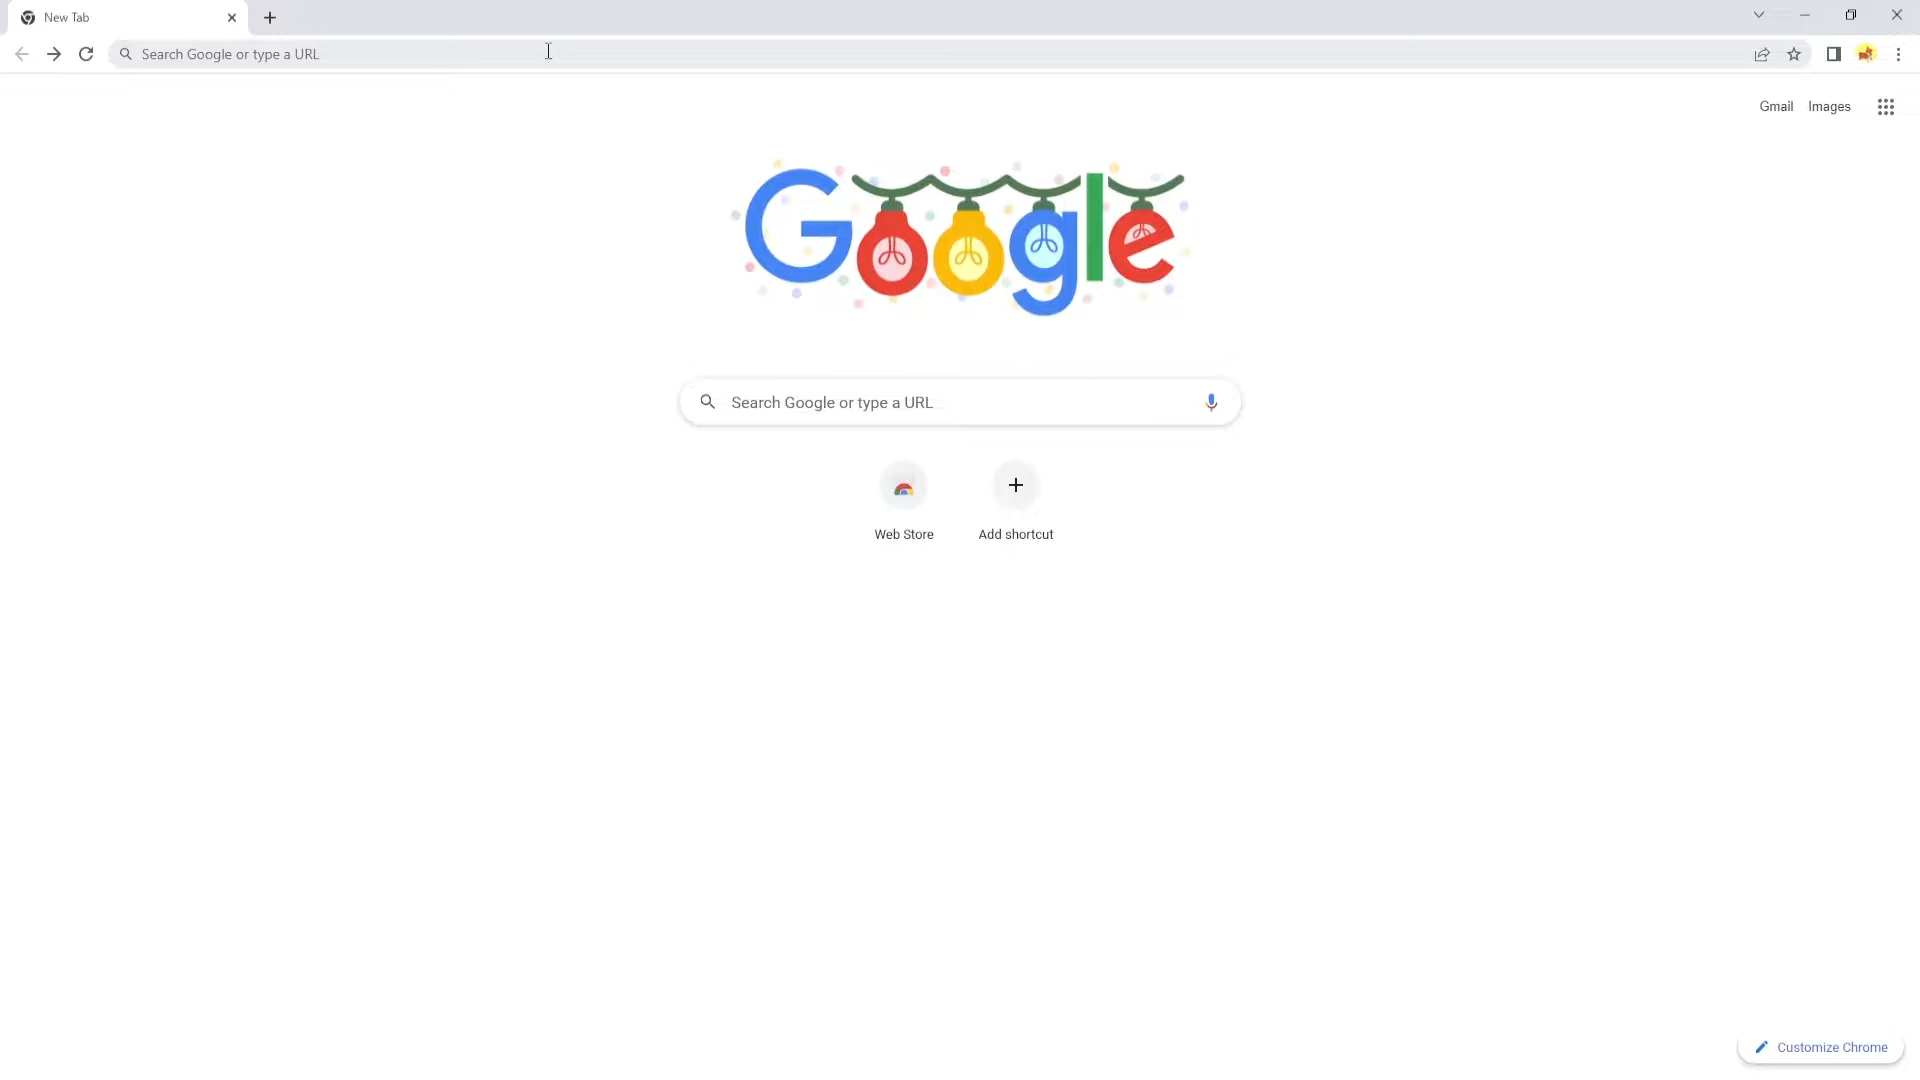 New Tab
Search Google or type a URL
Gmail Images
Google
Search Google or type a URL
Web Store Add shortcut
Customize Chrome